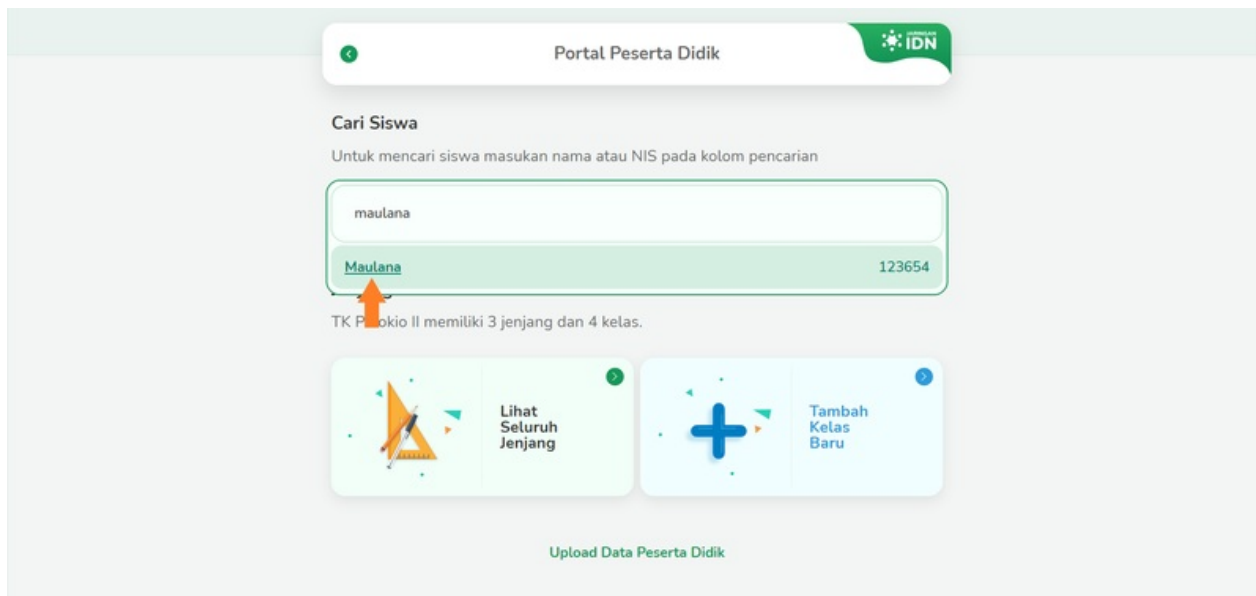 Portal Peserta Didik
IDN
Cari Siswa
Untuk mencari siswa masukan nama atau NIS pada kolom pencarian
maulana
Maulana 123654
TK P okio II memiliki 3 jenjang dan 4 kelas.
Lihat
Seluruh
Jenjang
Tambah
Kelas
Baru
Upload Data Peserta Didik